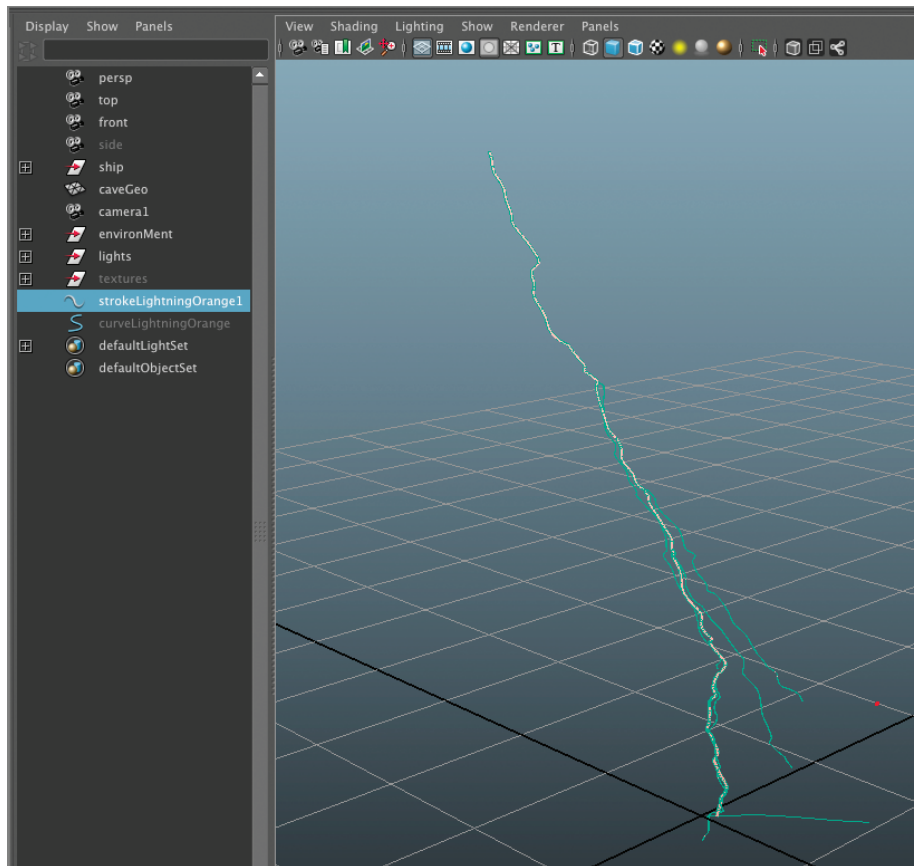 Display Show Panels
View Shading Lighting Show Renderer Panels
T
persp
top
front
side
ship
caveGeo
camera1
environMent
lights
textures
strokeLightningOrange1
curveLightningOrange
defaultLightSet
defaultObjectSet